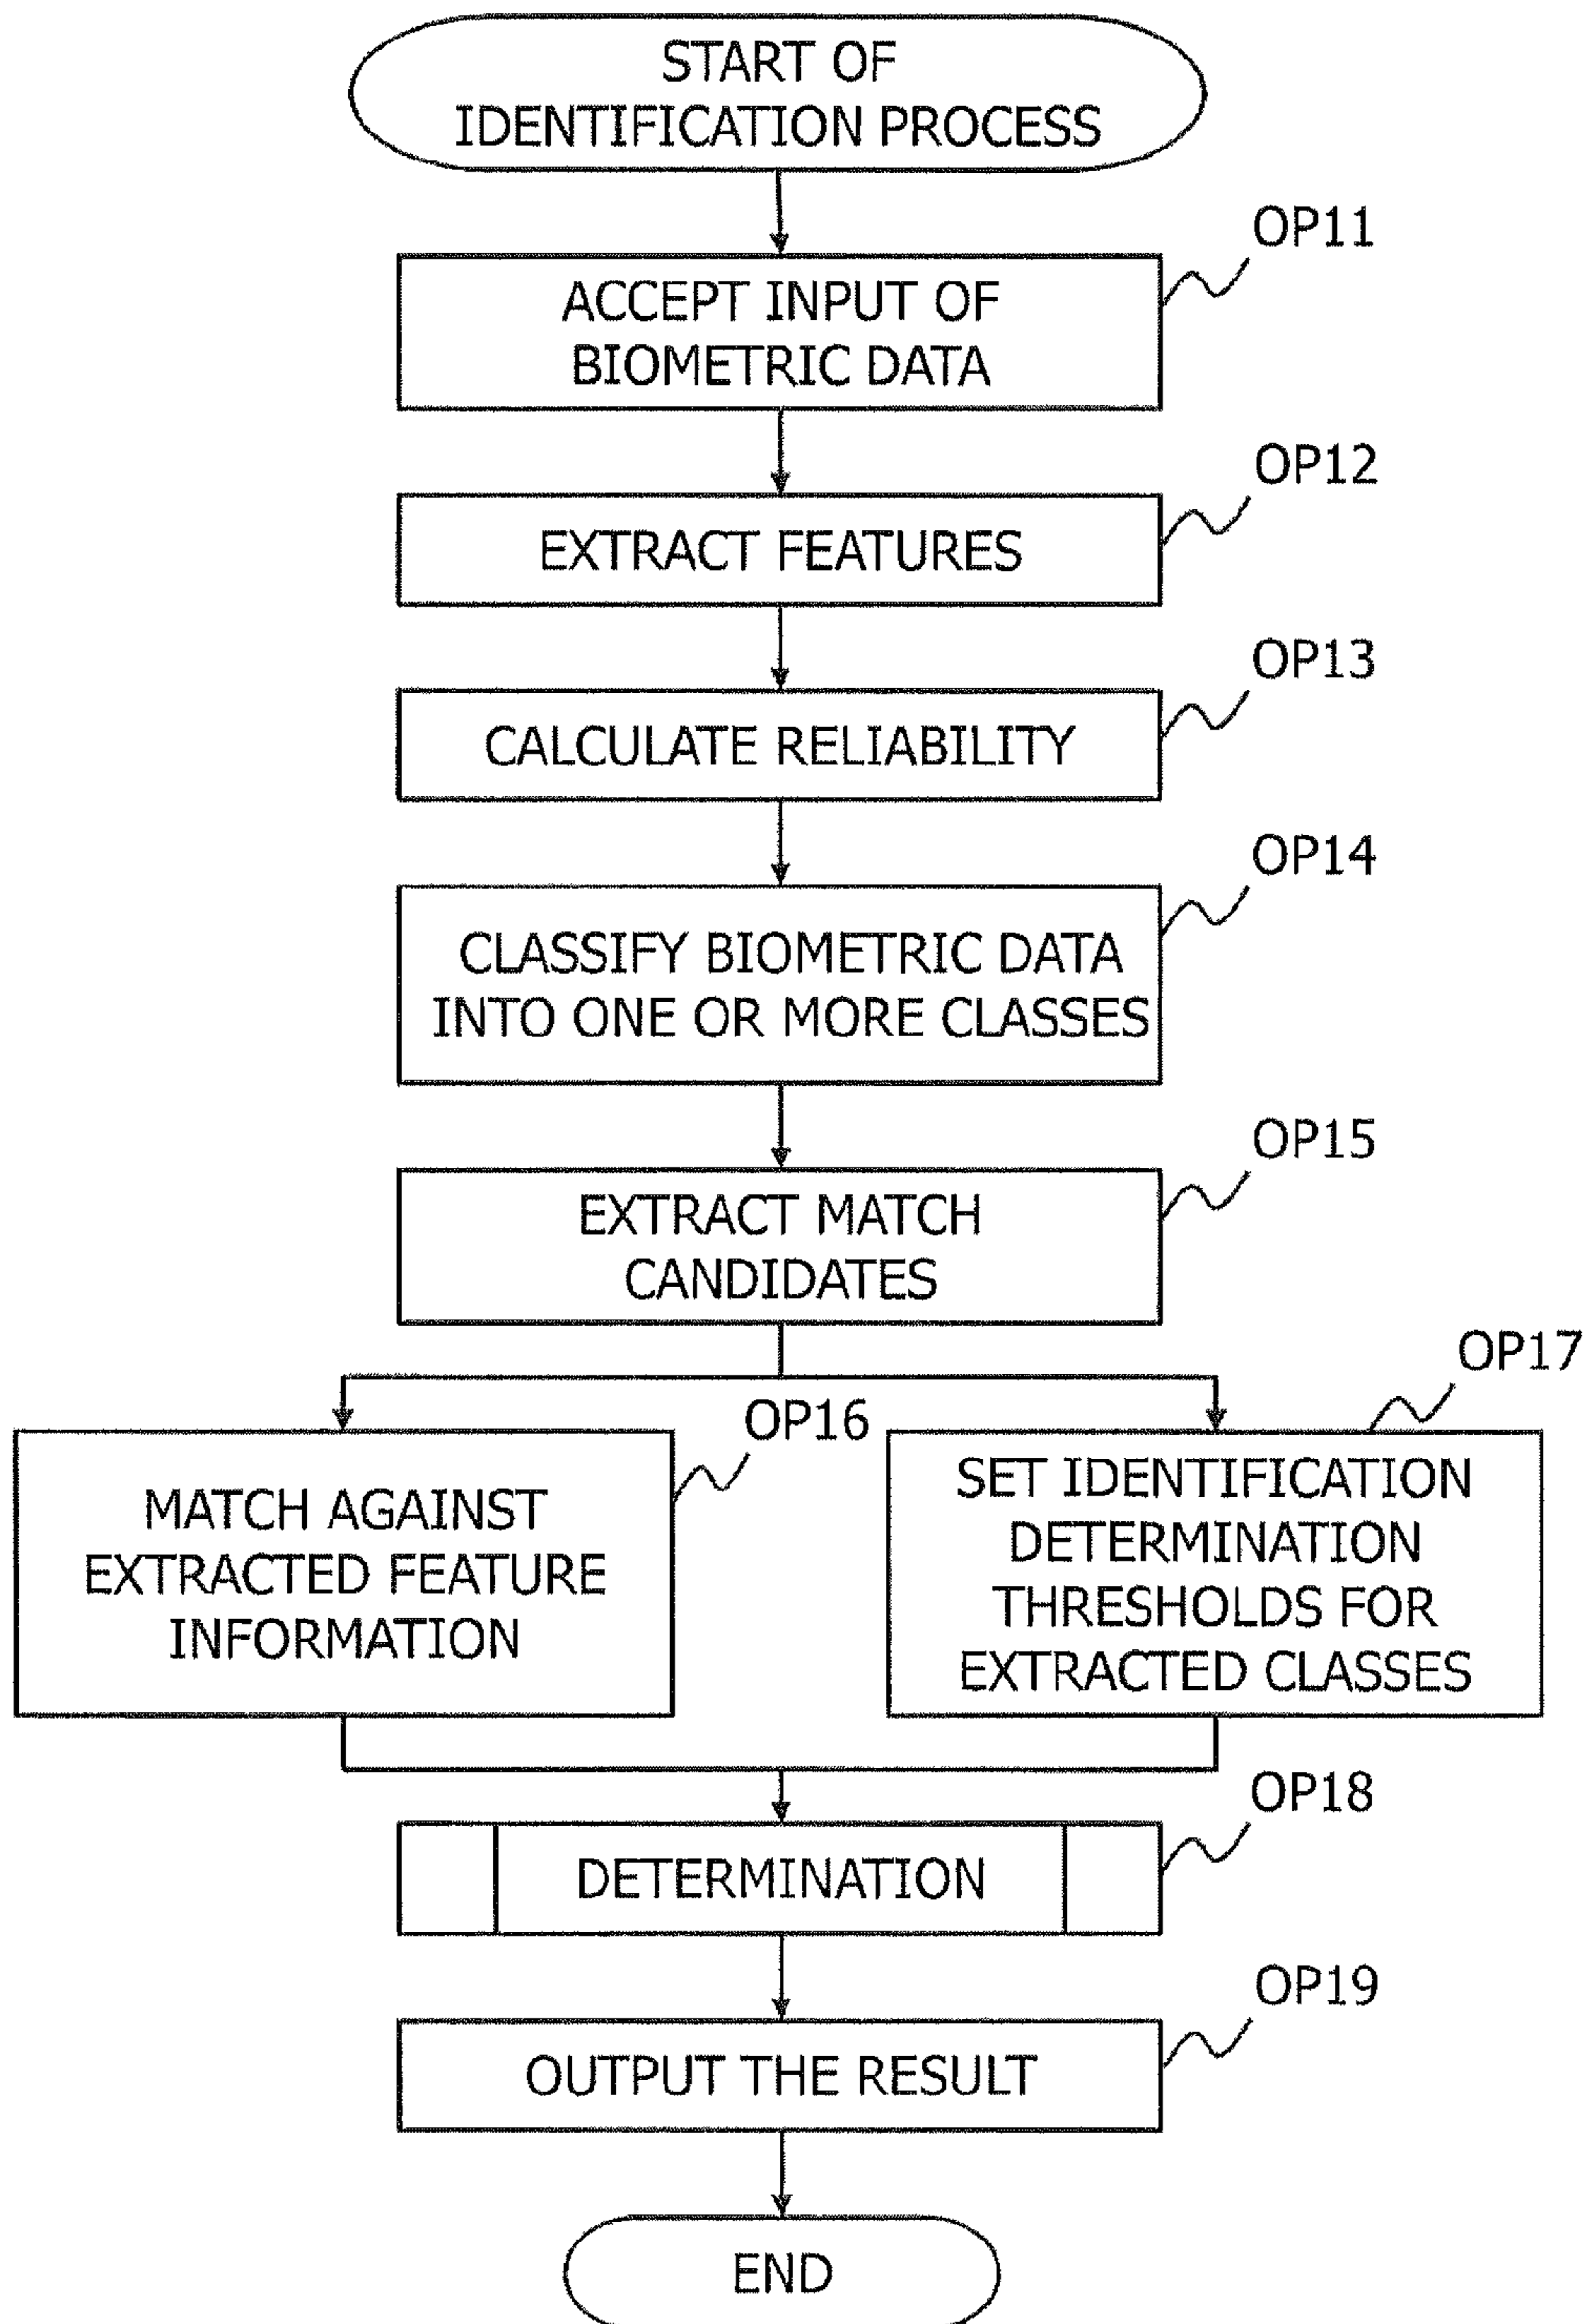 START OF
IDENTIFICATION PROCESS
OP11
ACCEPT INPUT OF
BIOMETRIC DATA
OP12
EXTRACT FEATURES
OP13
CALCULATE RELIABILITY
OP14
CLASSIFY BIOMETRIC DATA
INTO ONE OR MORE CLASSES
OP15
EXTRACT MATCH
CANDIDATES
OP16
MATCH AGAINST
EXTRACTED FEATURE
INFORMATION
OP17
SET IDENTIFICATION
DETERMINATION
THRESHOLDS FOR
EXTRACTED CLASSES
OP18
DETERMINATION
OP19
OUTPUT THE RESULT
END